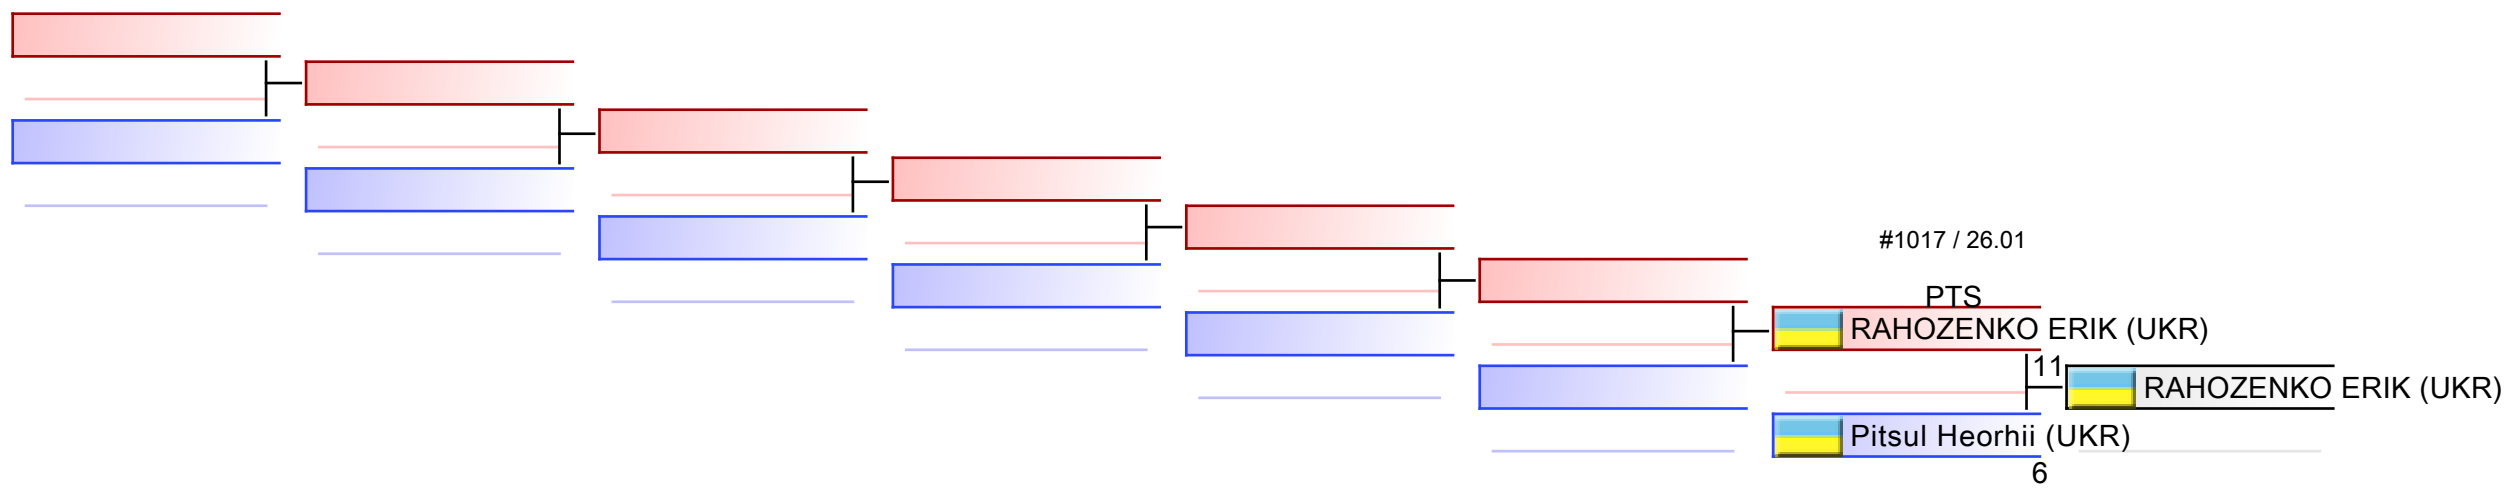 #1017 / 26.01
PTS
RAHOZENKO ERIK (UKR)
11
RAHOZENKO ERIK (UKR)
Pitsul Heorhii (UKR)
6